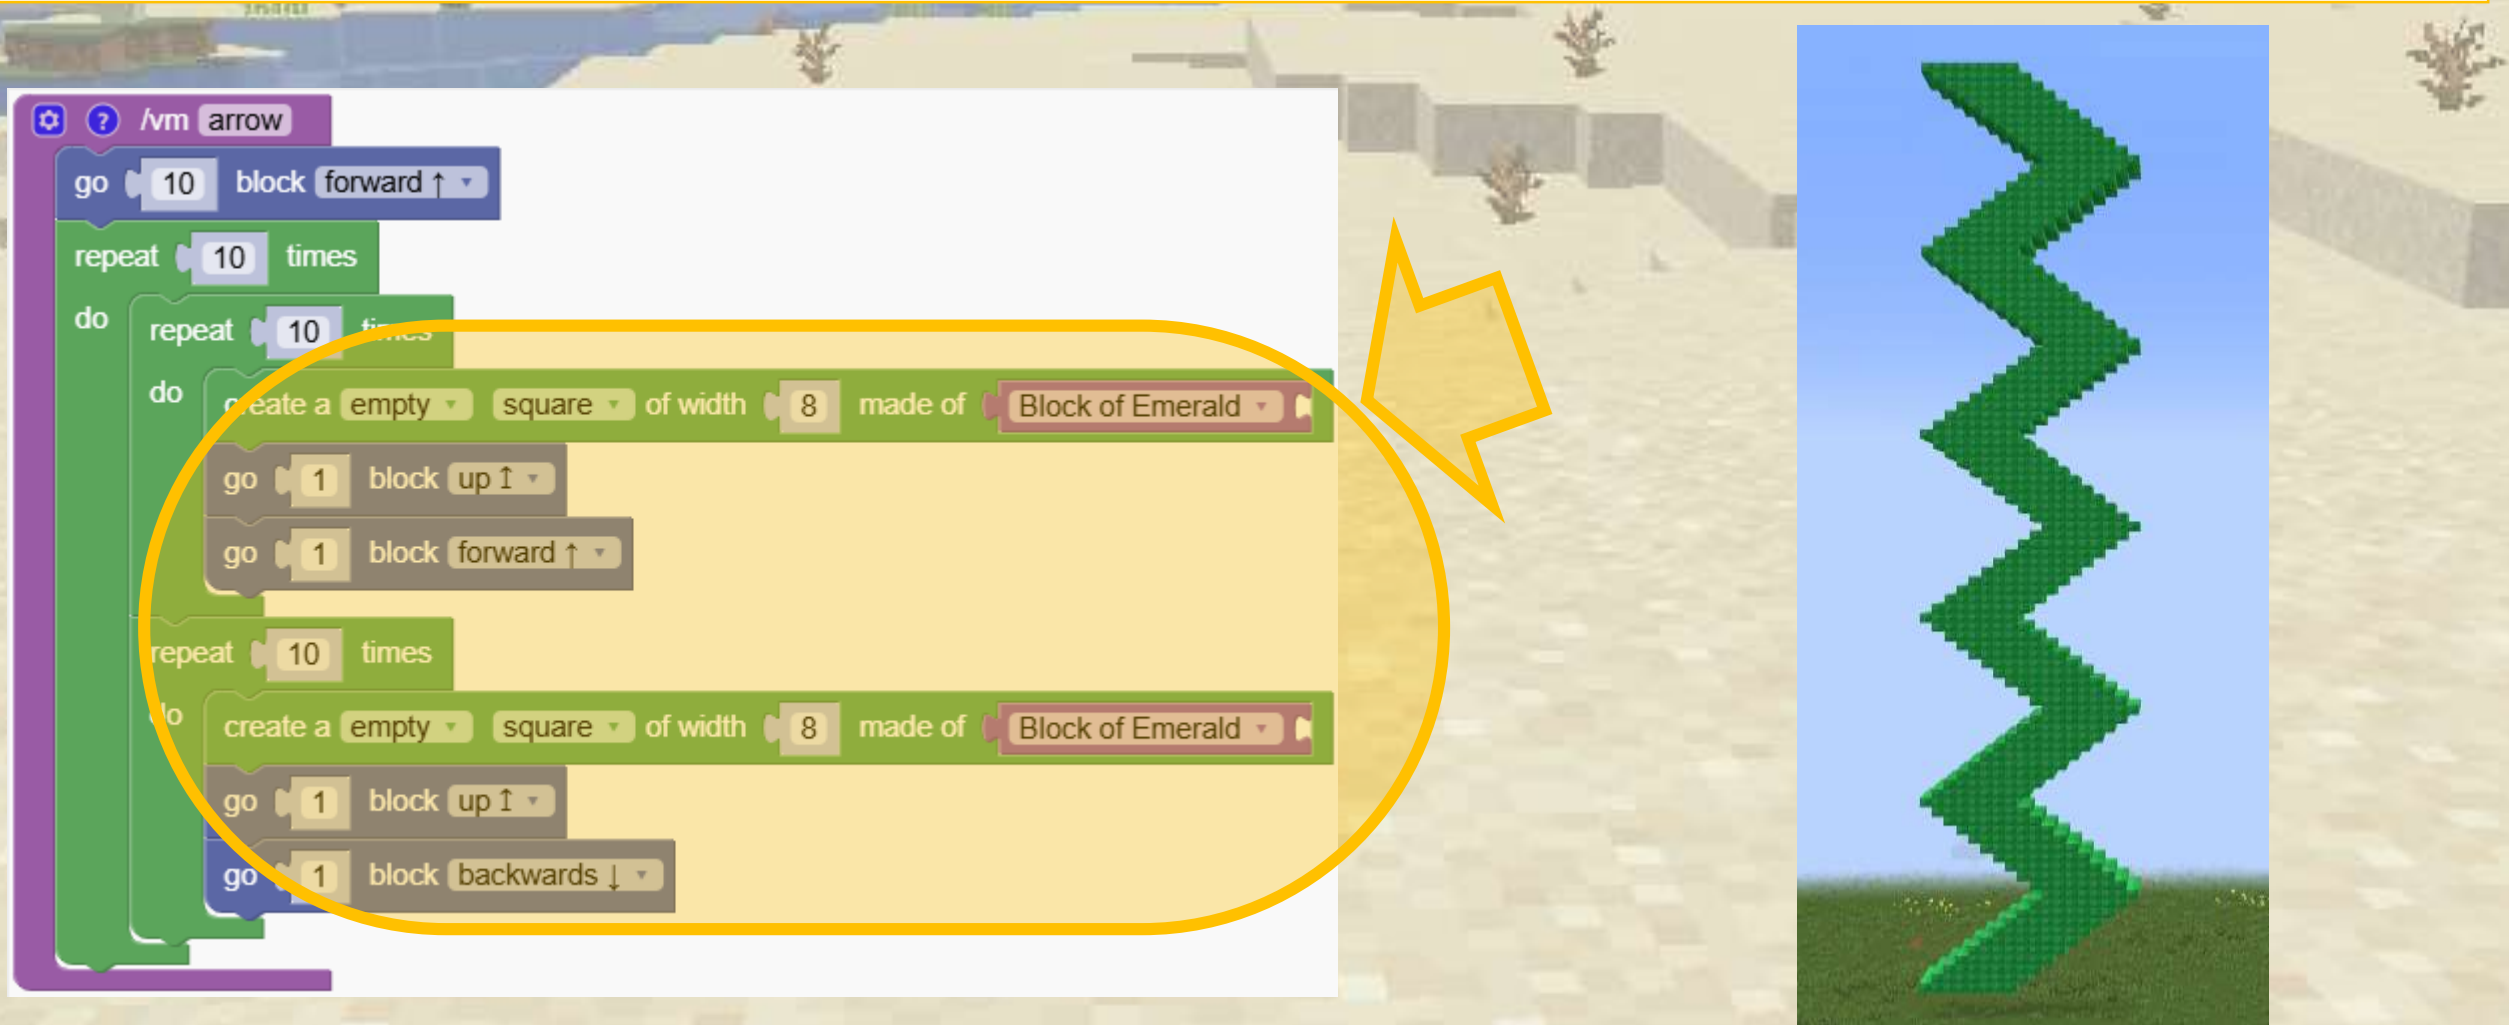 /vm arrow
go 10 block forward ↑
repeat 10 times
do repeat 10 times
do create a empty square of width 8 made of Block of Emerald
go 1 block up ↥
go 1 block forward ↑
repeat 10 times
do create a empty square of width 8 made of Block of Emerald
go 1 block up ↥
go 1 block backwards ↓